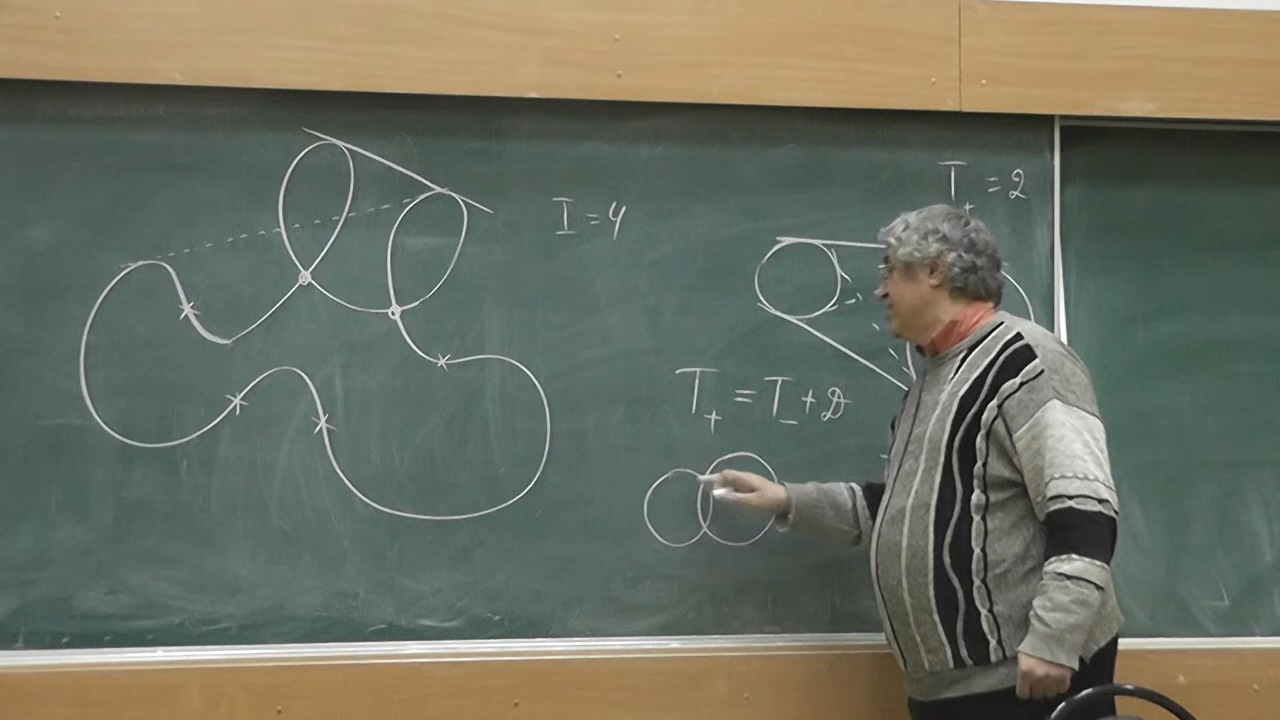 I = 4
T₊ = 2
T₊ = T₋ + D